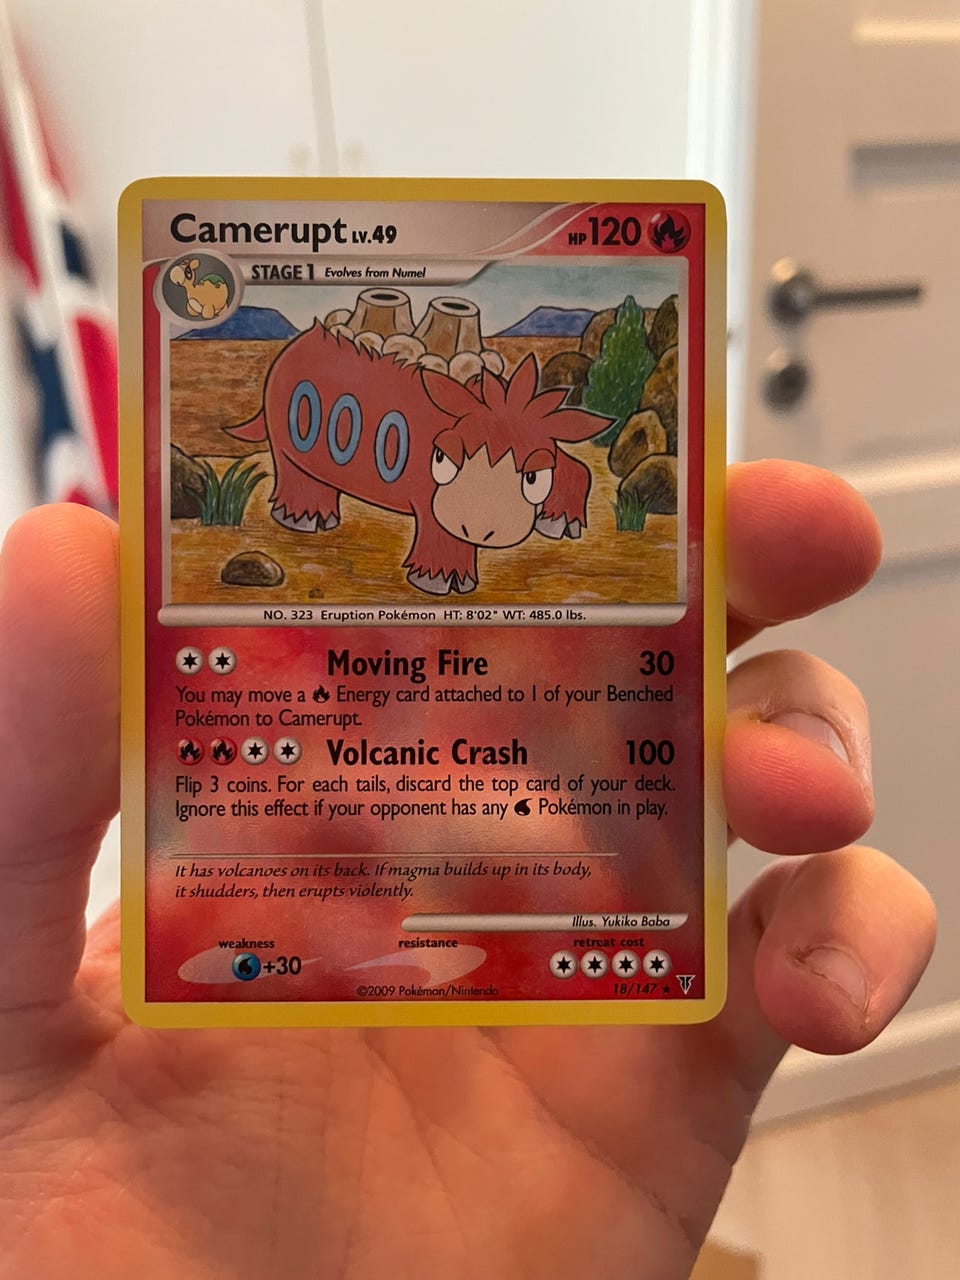 Camerupt LV.49 HP 120
STAGE 1 Evolves from Numel
NO. 323 Eruption Pokémon HT: 8'02" WT: 485.0 lbs.
Moving Fire 30
You may move a Energy card attached to 1 of your Benched
Pokémon to Camerupt.
Volcanic Crash 100
Flip 3 coins. For each tails, discard the top card of your deck.
Ignore this effect if your opponent has any Pokémon in play.
It has volcanoes on its back. If magma builds up in its body,
it shudders, then erupts violently.
Illus. Yukiko Baba
weakness resistance retreat cost
+30
©2009 Pokémon/Nintendo 18/147